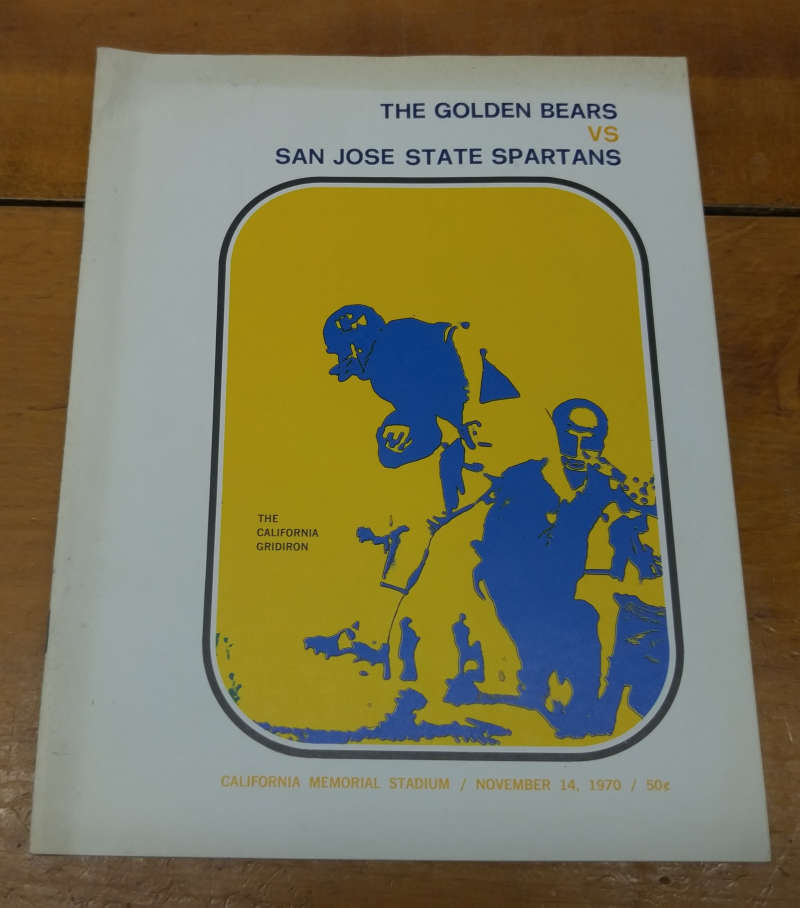 THE GOLDEN BEARS
VS
SAN JOSE STATE SPARTANS
THE
CALIFORNIA
GRIDIRON
CALIFORNIA MEMORIAL STADIUM / NOVEMBER 14, 1970 / 50¢